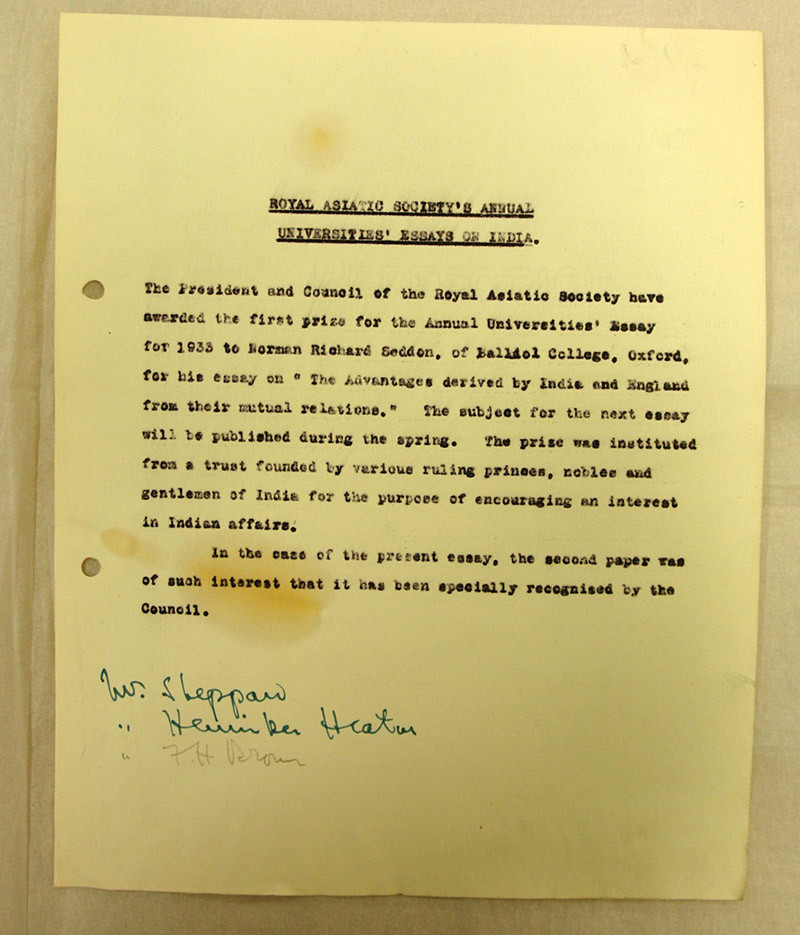 ROYAL ASIATIC SOCIETY'S ANNUAL
UNIVERSITIES' ESSAYS ON INDIA.
The President and Council of the Royal Asiatic Society have
awarded the first prize for the Annual Universities' Essay
for 1933 to Norman Richard Seddon, of Balliol College, Oxford,
for his essay on " The Advantages derived by India and England
from their mutual relations." The subject for the next essay
will be published during the spring. The prize was instituted
from a trust founded by various ruling princes, nobles and
gentlemen of India for the purpose of encouraging an interest
in Indian affairs.
In the case of the present essay, the second paper was
of such interest that it has been specially recognised by the
Council.
Mr. Sheppard
" Henniker Heaton
" F.H Brown